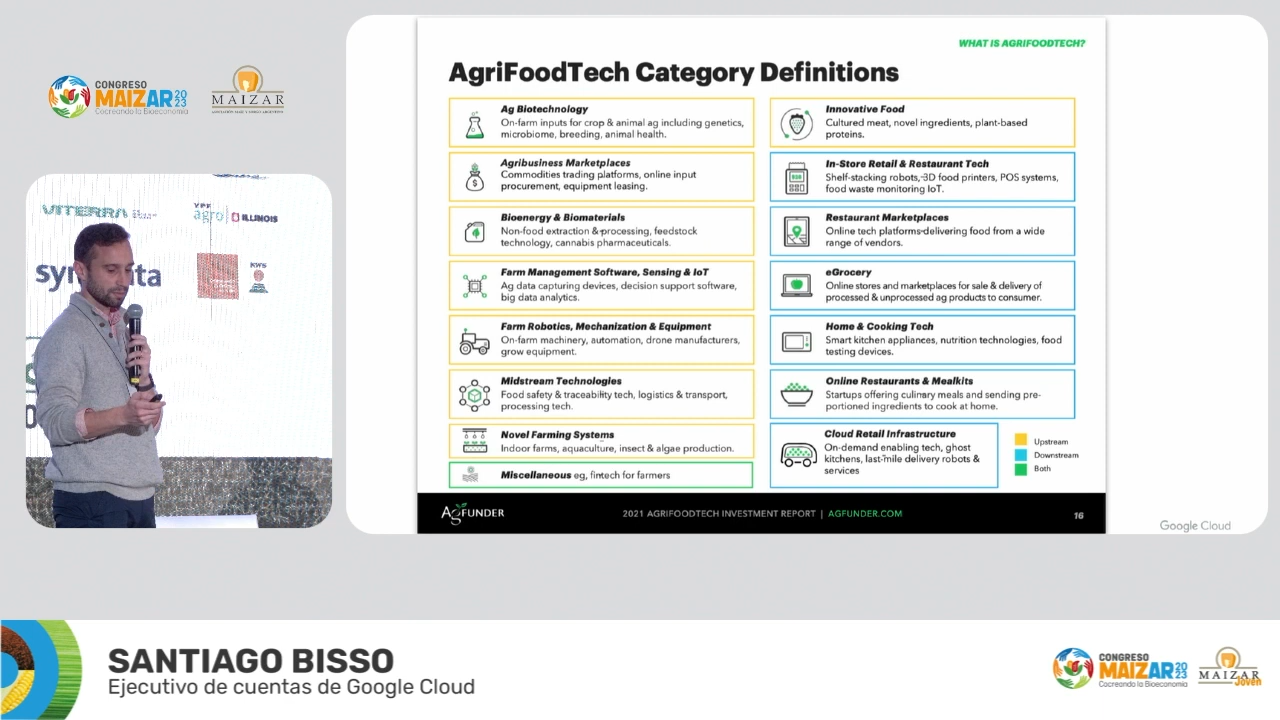 CONGRESO
MAIZAR 2023
Cocreando la Bioeconomía
MAIZAR
VITERRA
YPF
agro
ILLINOIS
KWS
WHAT IS AGRIFOODTECH?
AgriFoodTech Category Definitions
Ag Biotechnology
On-farm inputs for crop & animal ag including genetics,
microbiome, breeding, animal health.
Agribusiness Marketplaces
Commodities trading platforms, online input
procurement, equipment leasing.
Bioenergy & Biomaterials
Non-food extraction & processing, feedstock
technology, cannabis pharmaceuticals.
Farm Management Software, Sensing & IoT
Ag data capturing devices, decision support software,
big data analytics.
Farm Robotics, Mechanization & Equipment
On-farm machinery, automation, drone manufacturers,
grow equipment.
Midstream Technologies
Food safety & traceability tech, logistics & transport,
processing tech.
Novel Farming Systems
Indoor farms, aquaculture, insect & algae production.
Miscellaneous eg, fintech for farmers
Innovative Food
Cultured meat, novel ingredients, plant-based
proteins.
In-Store Retail & Restaurant Tech
Shelf-stacking robots, 3D food printers, POS systems,
food waste monitoring IoT.
Restaurant Marketplaces
Online tech platforms delivering food from a wide
range of vendors.
eGrocery
Online stores and marketplaces for sale & delivery of
processed & unprocessed ag products to consumer.
Home & Cooking Tech
Smart kitchen appliances, nutrition technologies, food
testing devices.
Online Restaurants & Mealkits
Startups offering culinary meals and sending pre-
portioned ingredients to cook at home.
Cloud Retail Infrastructure
On-demand enabling tech, ghost
kitchens, last-mile delivery robots &
services
Upstream
Downstream
Both
AgFUNDER
2021 AGRIFOODTECH INVESTMENT REPORT | AGFUNDER.COM
16
Google Cloud
SANTIAGO BISSO
Ejecutivo de cuentas de Google Cloud
CONGRESO
MAIZAR 2023
Cocreando la Bioeconomía
MAIZAR
Joven